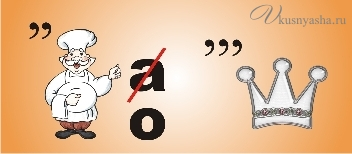 Vkusnyasha.ru
,,
а
о
,,,